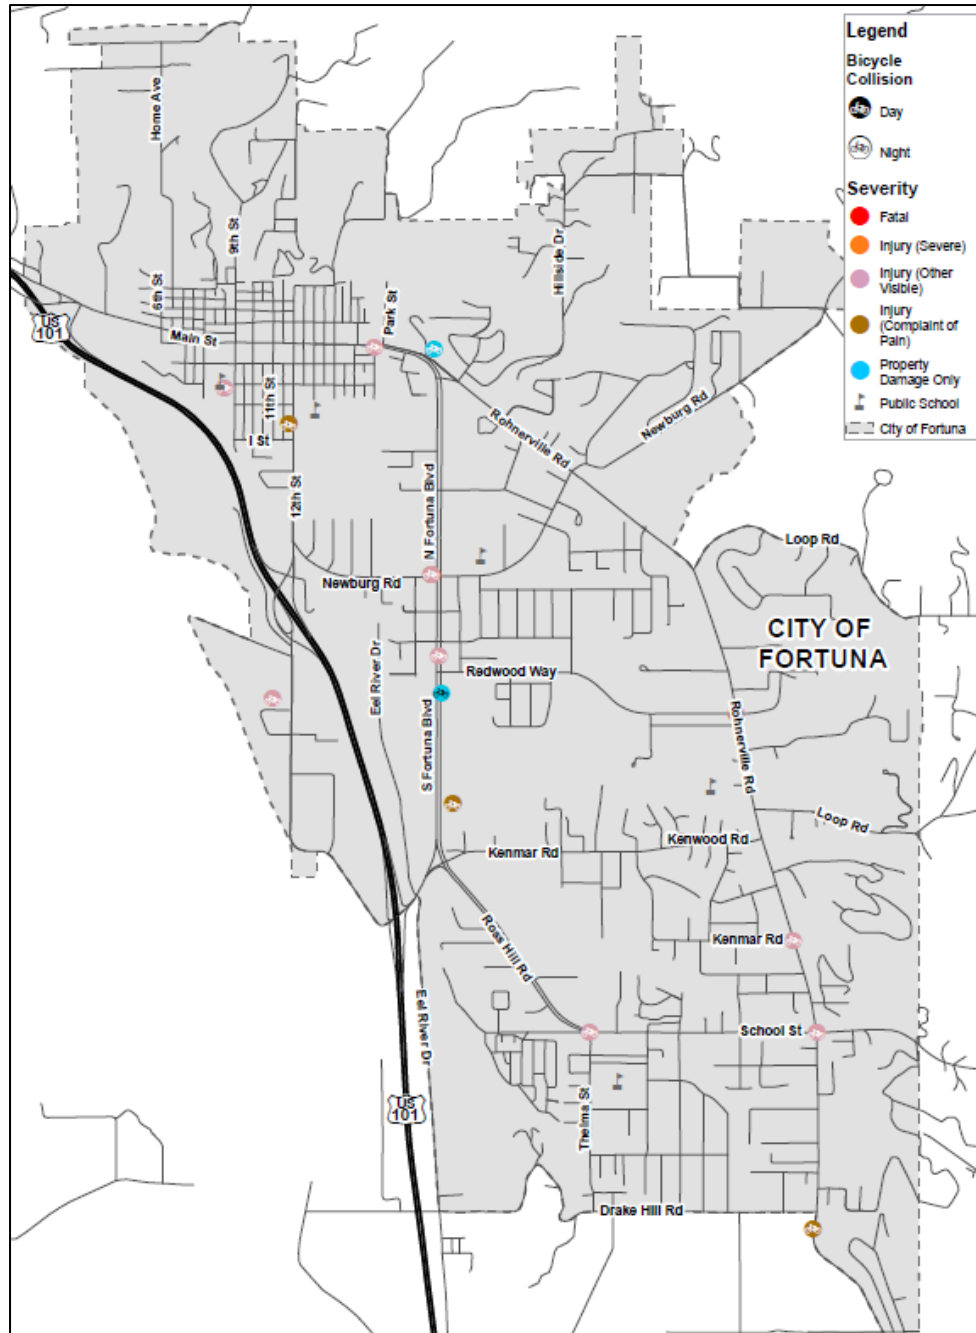 Legend
Bicycle
Collision
Day
Night
Severity
Fatal
Injury (Severe)
Injury (Other
Visible)
Injury
(Complaint of
Pain)
Property
Damage Only
Public School
City of Fortuna
Home Ave
9th St
6th St
Hillside Dr
Park St
US
101
Main St
11th St
Rohnerville Rd
Newburg Rd
I St
12th St
N Fortuna Blvd
Loop Rd
Newburg Rd
CITY OF
FORTUNA
Eel River Dr
Redwood Way
S Fortuna Blvd
Rohnerville Rd
Loop Rd
Kenwood Rd
Kenmar Rd
Kenmar Rd
Ross Hill Rd
Eel River Dr
School St
US
101
Thelma St
Drake Hill Rd